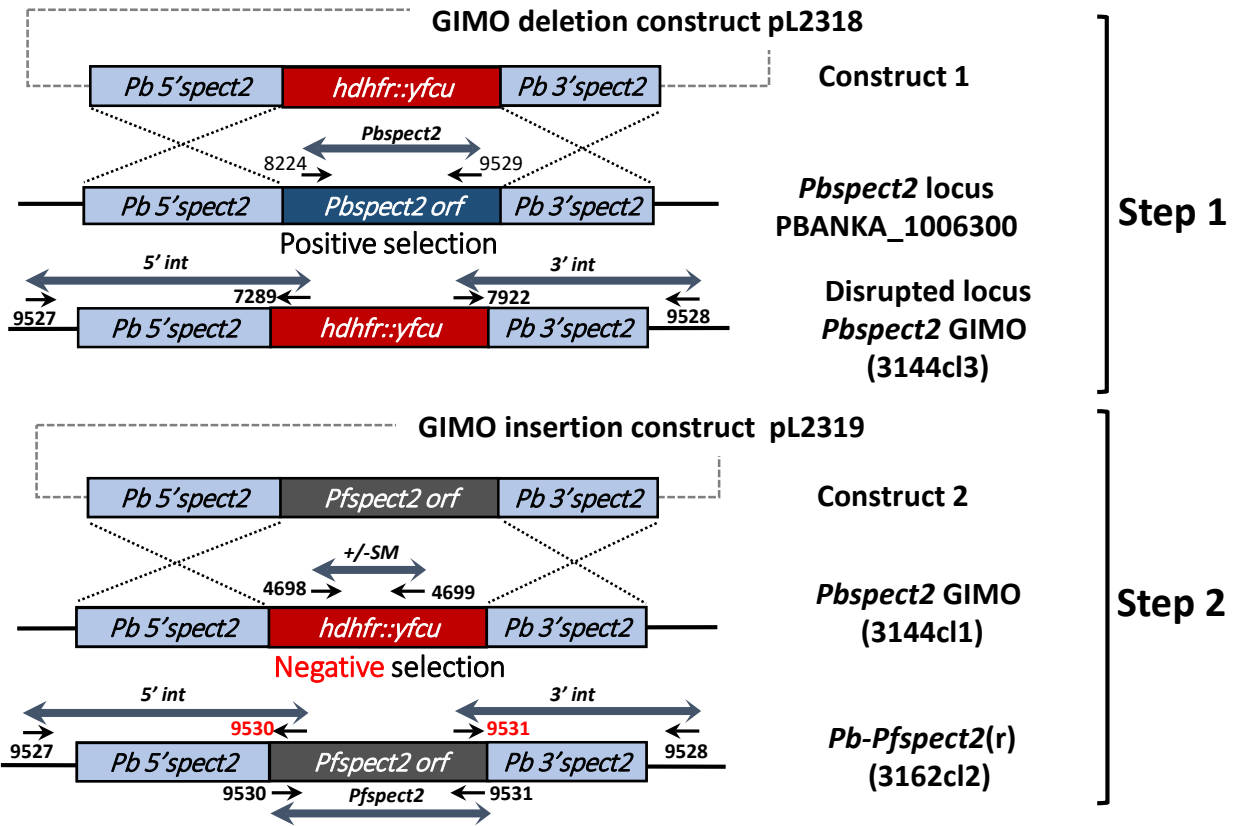 GIMO deletion construct pL2318
Pb 5’spect2 hdhfr::yfcu Pb 3’spect2
Construct 1
Pbspect2
8224 9529
Pb 5’spect2 Pbspect2 orf Pb 3’spect2
Pbspect2 locus
PBANKA_1006300
Positive selection
5’ int 3’ int
9527 7289 7922 9528
Pb 5’spect2 hdhfr::yfcu Pb 3’spect2
Disrupted locus
Pbspect2 GIMO
(3144cl3)
Step 1
GIMO insertion construct pL2319
Pb 5’spect2 Pfspect2 orf Pb 3’spect2
Construct 2
+/-SM
4698 4699
Pb 5’spect2 hdhfr::yfcu Pb 3’spect2
Pbspect2 GIMO
(3144cl1)
Negative selection
5’ int 3’ int
9527 9530 9531 9528
Pb 5’spect2 Pfspect2 orf Pb 3’spect2
9530 9531
Pfspect2
Pb-Pfspect2(r)
(3162cl2)
Step 2